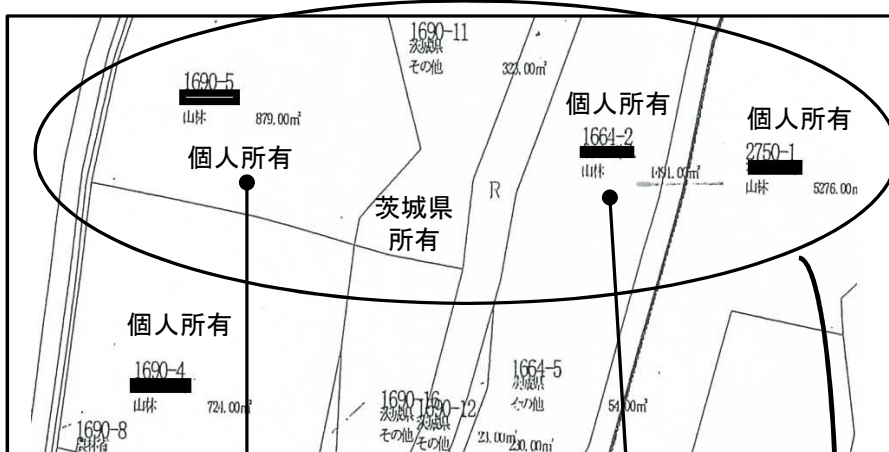 1690-11
茨城県
その他
323.00㎡
1690-5
山林
879.00㎡
個人所有
個人所有
1664-2
山林
1491.00㎡
個人所有
2750-1
山林
5276.00
茨城県
所有
R
個人所有
1690-4
山林
724.00㎡
1690-8
1664-5
茨城県
その他
54.00㎡
1690-16
茨城県
その他
23.00㎡
1690-12
茨城県
その他
230.00㎡